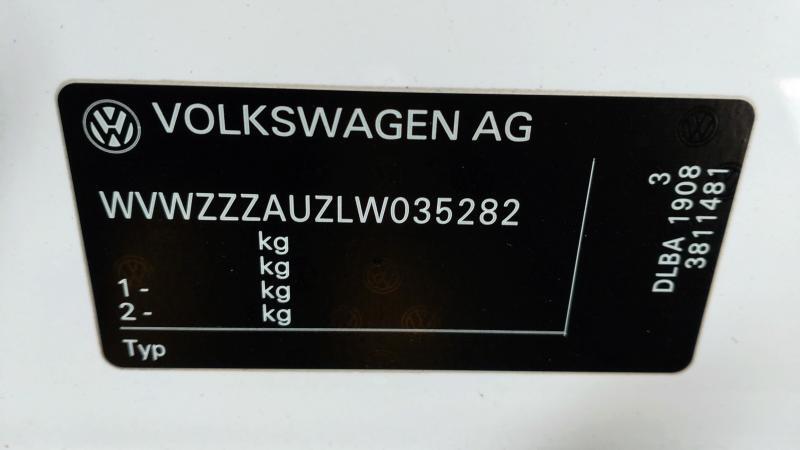 VOLKSWAGEN AG
WVWZZZAUZLW035282
kg
kg
1 - kg
2 - kg
Typ
3
DLBA 1908
3811481